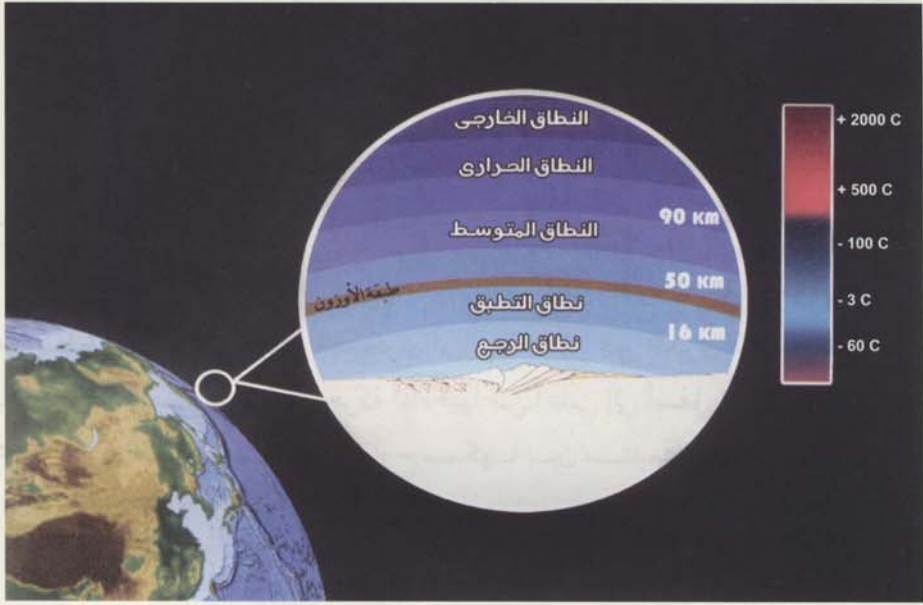 النطاق الخارجى
النطاق الحرارى
90 KM
النطاق المتوسط
50 KM
طبقة الأوزون
نطاق التطبق
16 KM
نطاق الرجع
+ 2000 C
+ 500 C
- 100 C
- 3 C
- 60 C